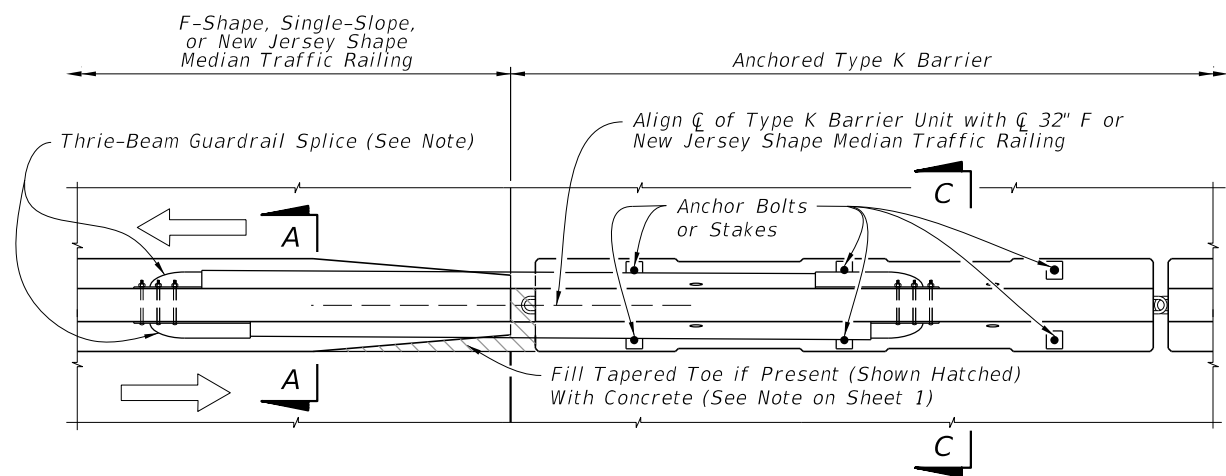 F-Shape, Single-Slope,
or New Jersey Shape
Median Traffic Railing
Anchored Type K Barrier
Thrie-Beam Guardrail Splice (See Note)
Align ℄ of Type K Barrier Unit with ℄ 32" F or
New Jersey Shape Median Traffic Railing
C
Anchor Bolts
or Stakes
A
A
Fill Tapered Toe if Present (Shown Hatched)
With Concrete (See Note on Sheet 1)
C